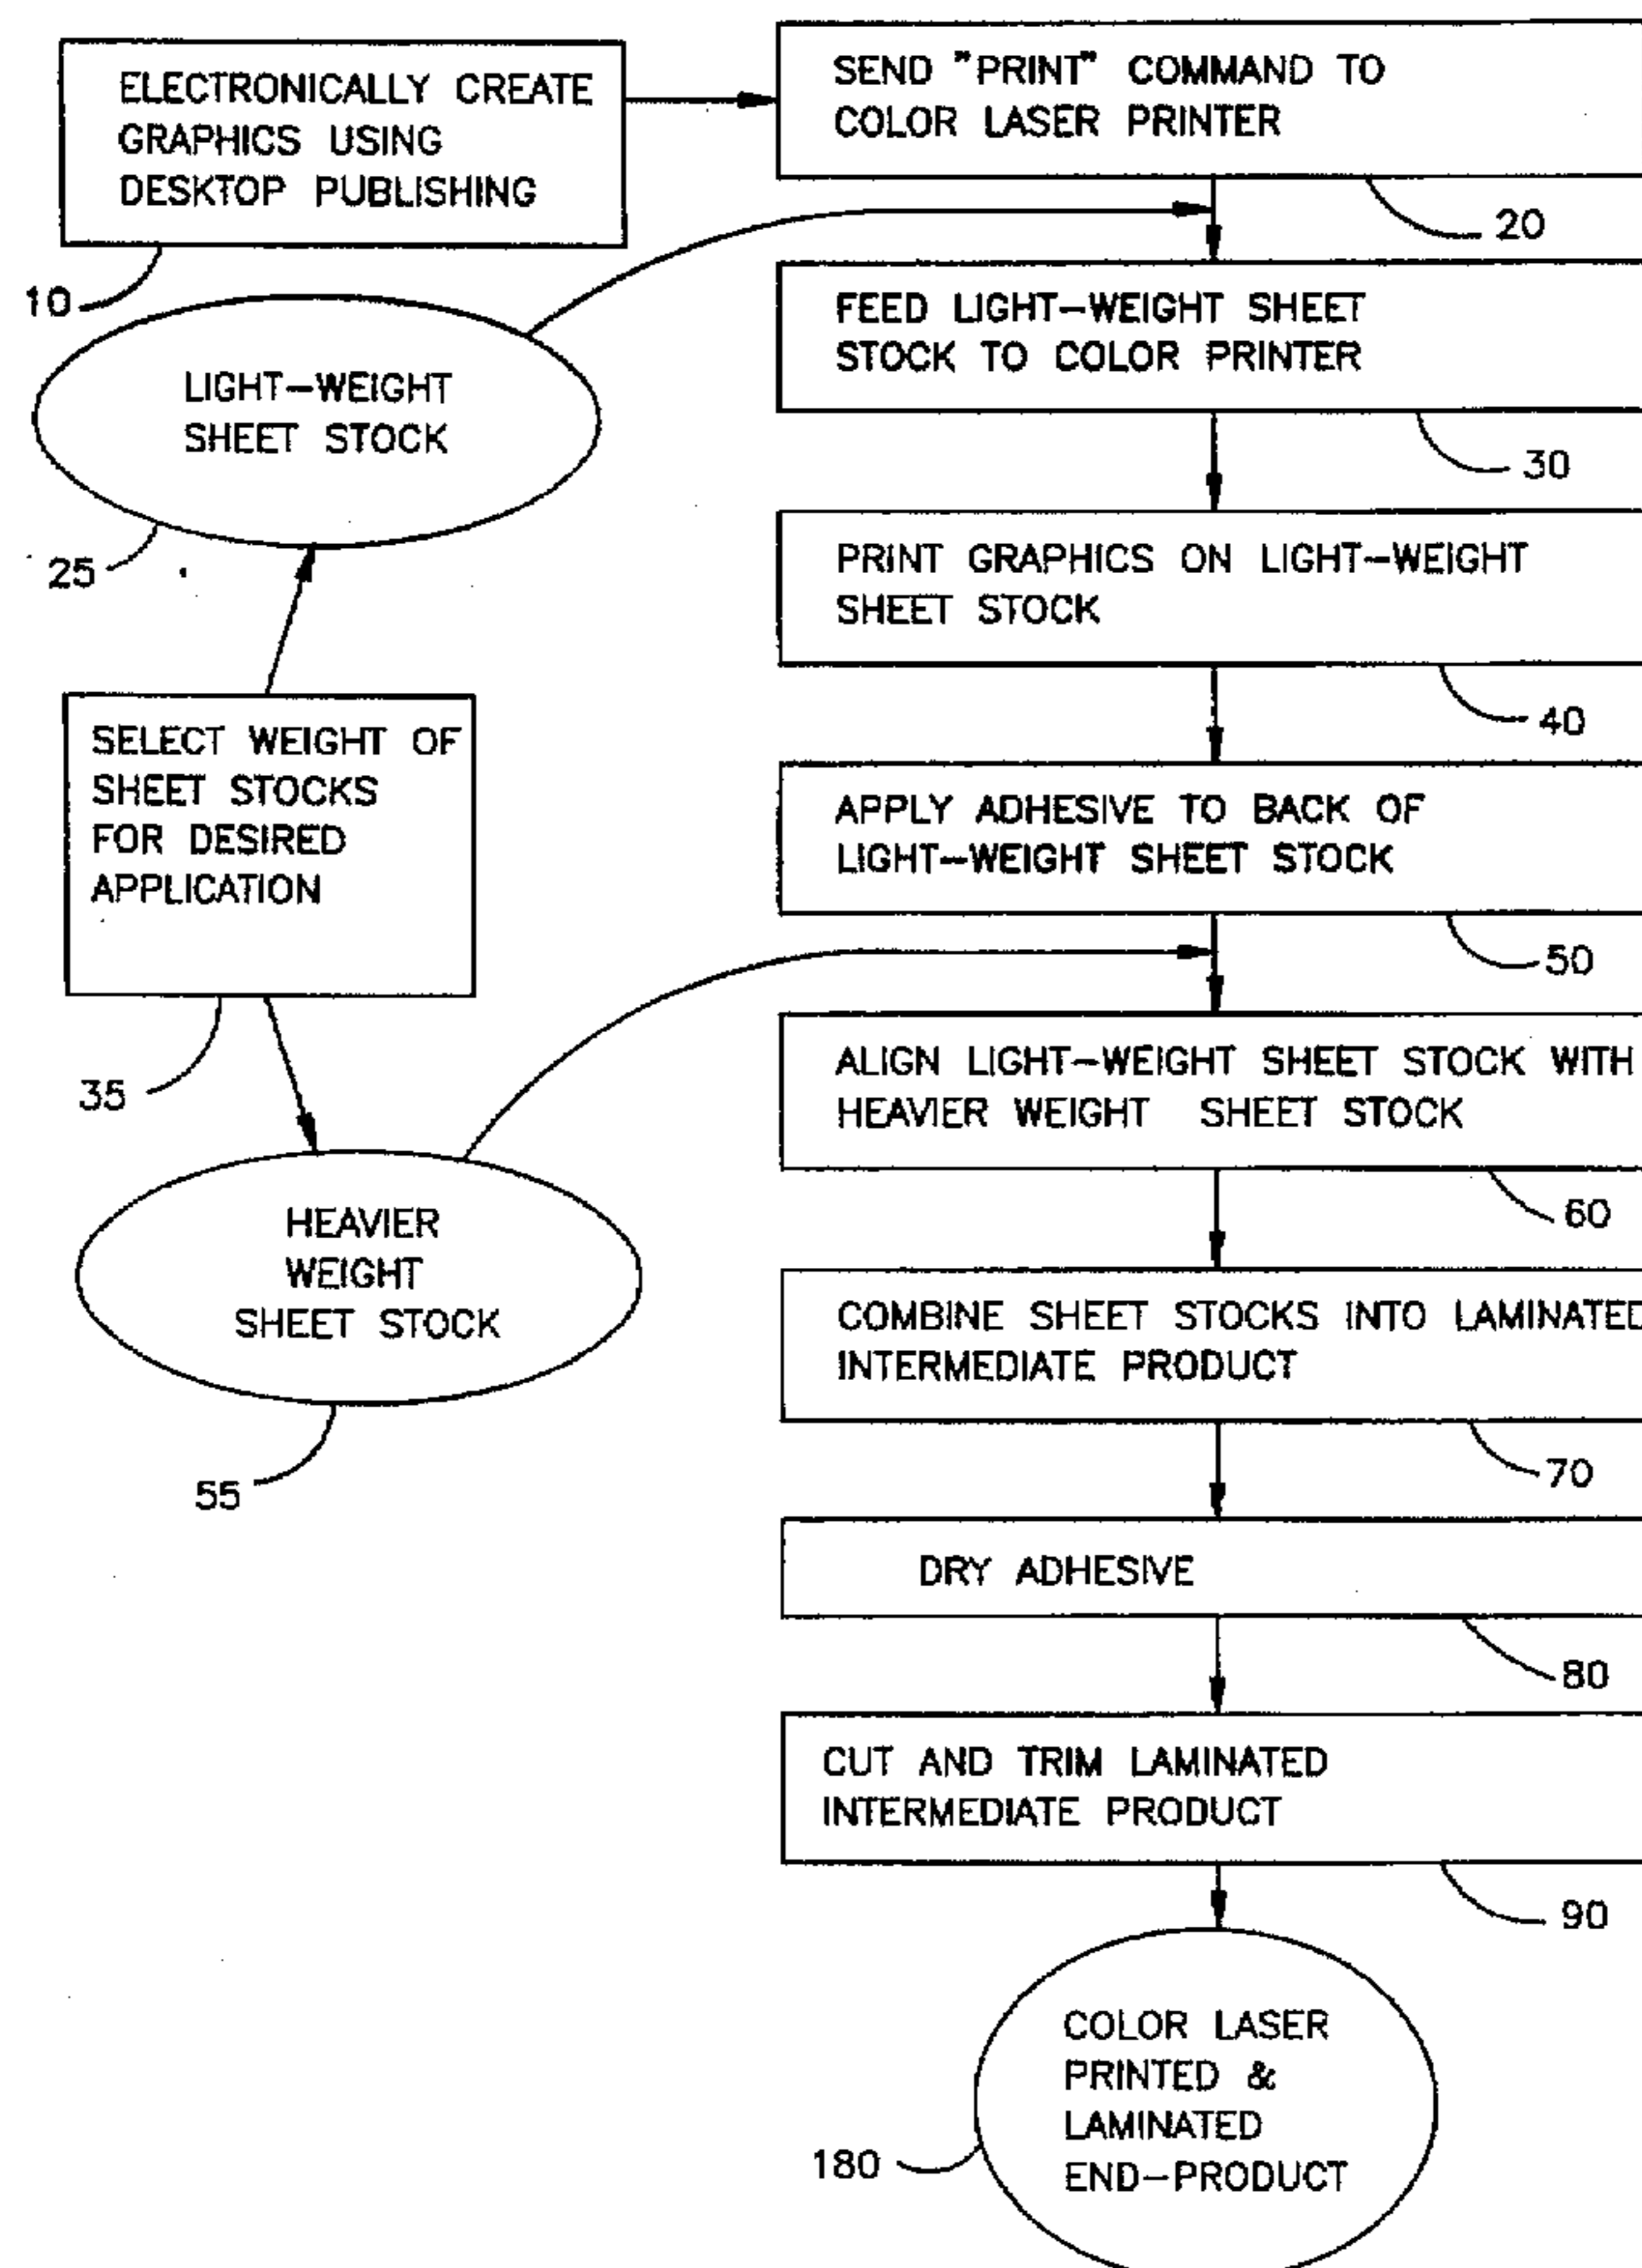 ELECTRONICALLY CREATE
GRAPHICS USING
DESKTOP PUBLISHING
10
SEND "PRINT" COMMAND TO
COLOR LASER PRINTER
20
LIGHT-WEIGHT
SHEET STOCK
25
FEED LIGHT-WEIGHT SHEET
STOCK TO COLOR PRINTER
30
PRINT GRAPHICS ON LIGHT-WEIGHT
SHEET STOCK
40
SELECT WEIGHT OF
SHEET STOCKS
FOR DESIRED
APPLICATION
35
APPLY ADHESIVE TO BACK OF
LIGHT-WEIGHT SHEET STOCK
50
HEAVIER
WEIGHT
SHEET STOCK
55
ALIGN LIGHT-WEIGHT SHEET STOCK WITH
HEAVIER WEIGHT SHEET STOCK
60
COMBINE SHEET STOCKS INTO LAMINATED
INTERMEDIATE PRODUCT
70
DRY ADHESIVE
80
CUT AND TRIM LAMINATED
INTERMEDIATE PRODUCT
90
COLOR LASER
PRINTED &
LAMINATED
END-PRODUCT
180